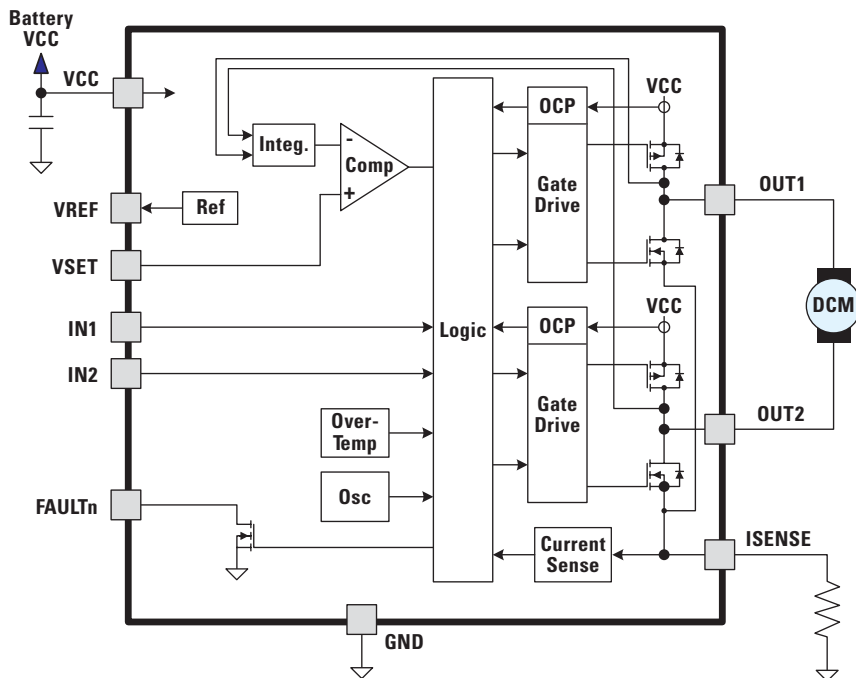 Battery
VCC
VCC
VREF
VSET
IN1
IN2
FAULTn
GND
Integ.
-
Comp
+
Ref
Logic
Over-
Temp
Osc
OCP
Gate
Drive
VCC
OCP
Gate
Drive
VCC
Current
Sense
OUT1
DCM
OUT2
ISENSE